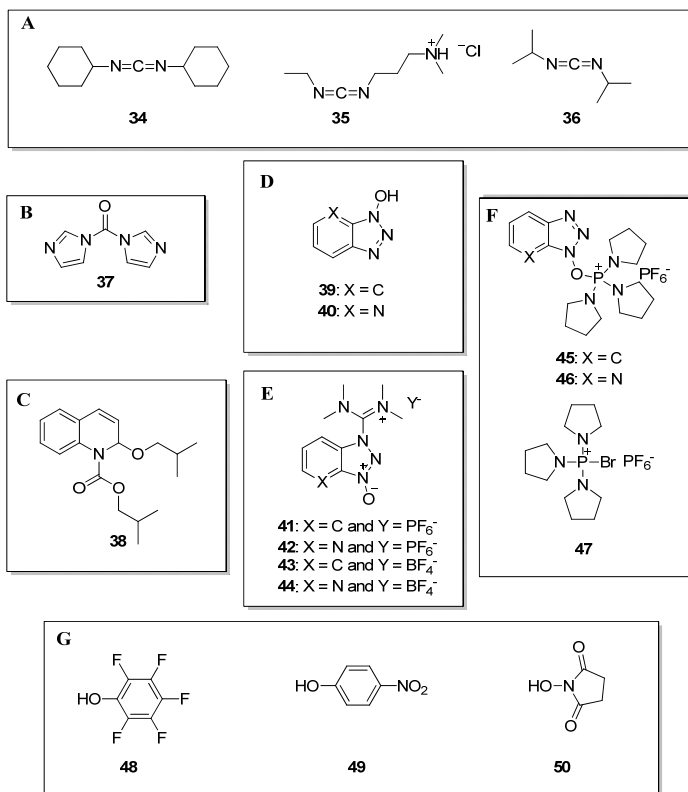 A
N=C=N
34
N=C=N
+
NH
⁻Cl
35
N=C=N
36
B
O
N
N
N
N
37
D
X
OH
N
N
N
39: X = C
40: X = N
F
N
N
N
X
O
P
+
N
N
N
PF₆⁻
45: X = C
46: X = N
N
N
P
+
Br
PF₆⁻
N
47
C
N
O
O
O
38
E
N
N
+
Y⁻
N
N
N
+
X
O
−
41: X = C and Y = PF₆⁻
42: X = N and Y = PF₆⁻
43: X = C and Y = BF₄⁻
44: X = N and Y = BF₄⁻
G
F
F
HO
F
F
F
48
HO
NO₂
49
O
HO
N
O
50